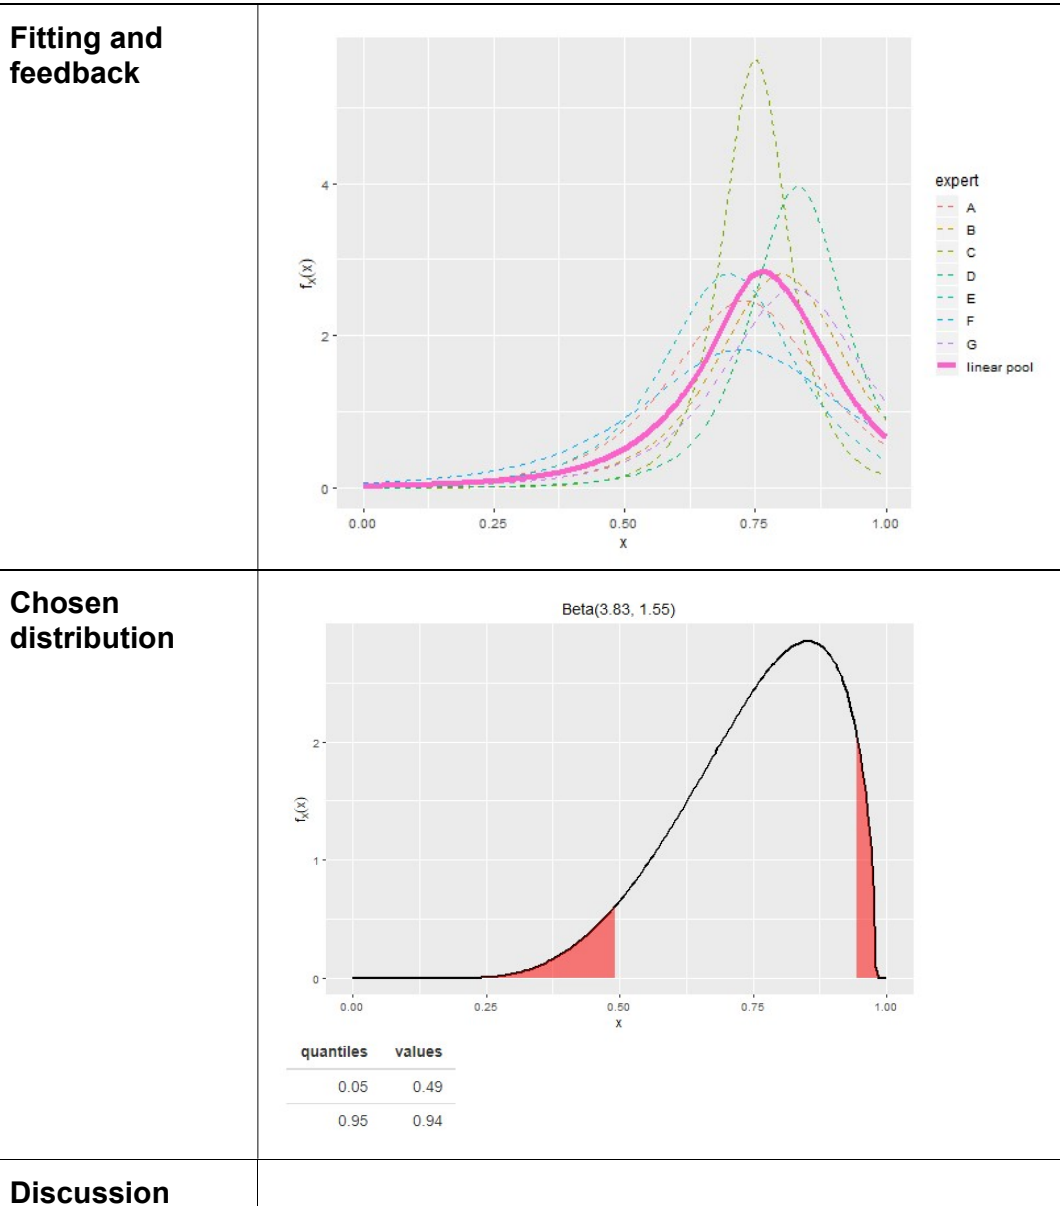 Fitting and
feedback
4
2
0
fX(x)
0.00 0.25 0.50 0.75 1.00
x
expert
A
B
C
D
E
F
G
linear pool
Chosen
distribution
Beta(3.83, 1.55)
2
1
0
fX(x)
0.00 0.25 0.50 0.75 1.00
x
quantiles values
0.05 0.49
0.95 0.94
Discussion